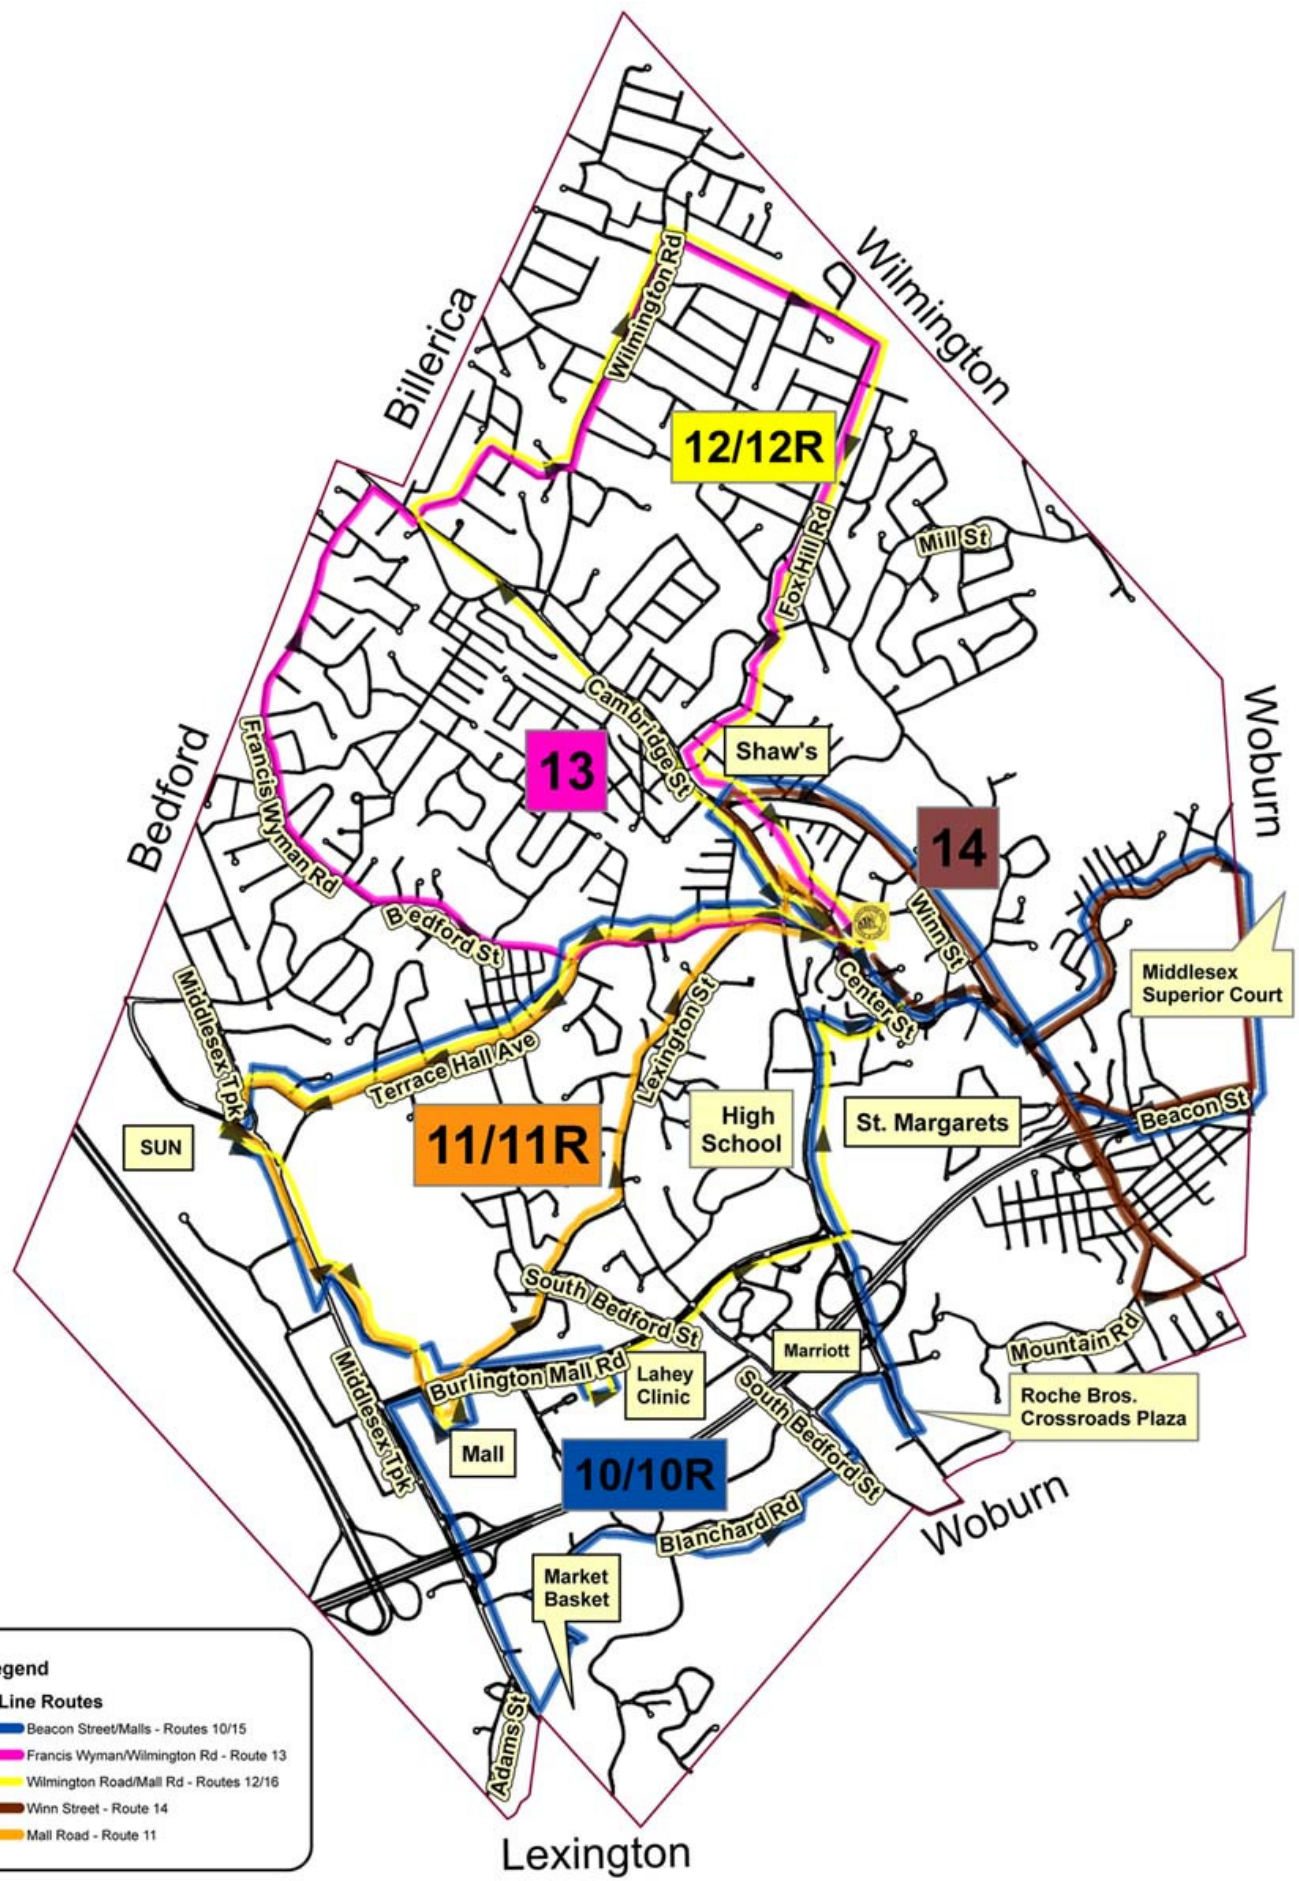 Wilmington
Billerica
Wilmington Rd
12/12R
Fox Hill Rd
Mill St
Cambridge St
Shaw's
Woburn
13
14
Bedford
Francis Wyman Rd
Bedford St
Winn St
Middlesex
Superior Court
Middlesex Tpk
Center St
Lexington St
Terrace Hall Ave
High
School
St. Margarets
Beacon St
11/11R
SUN
South Bedford St
Mountain Rd
Marriott
Burlington Mall Rd
Lahey
Clinic
Middlesex Tpk
South Bedford St
Roche Bros.
Crossroads Plaza
Mall
10/10R
Blanchard Rd
Woburn
Market
Basket
Adams St
Lexington
egend
Line Routes
Beacon Street/Malls - Routes 10/15
Francis Wyman/Wilmington Rd - Route 13
Wilmington Road/Mall Rd - Routes 12/16
Winn Street - Route 14
Mall Road - Route 11